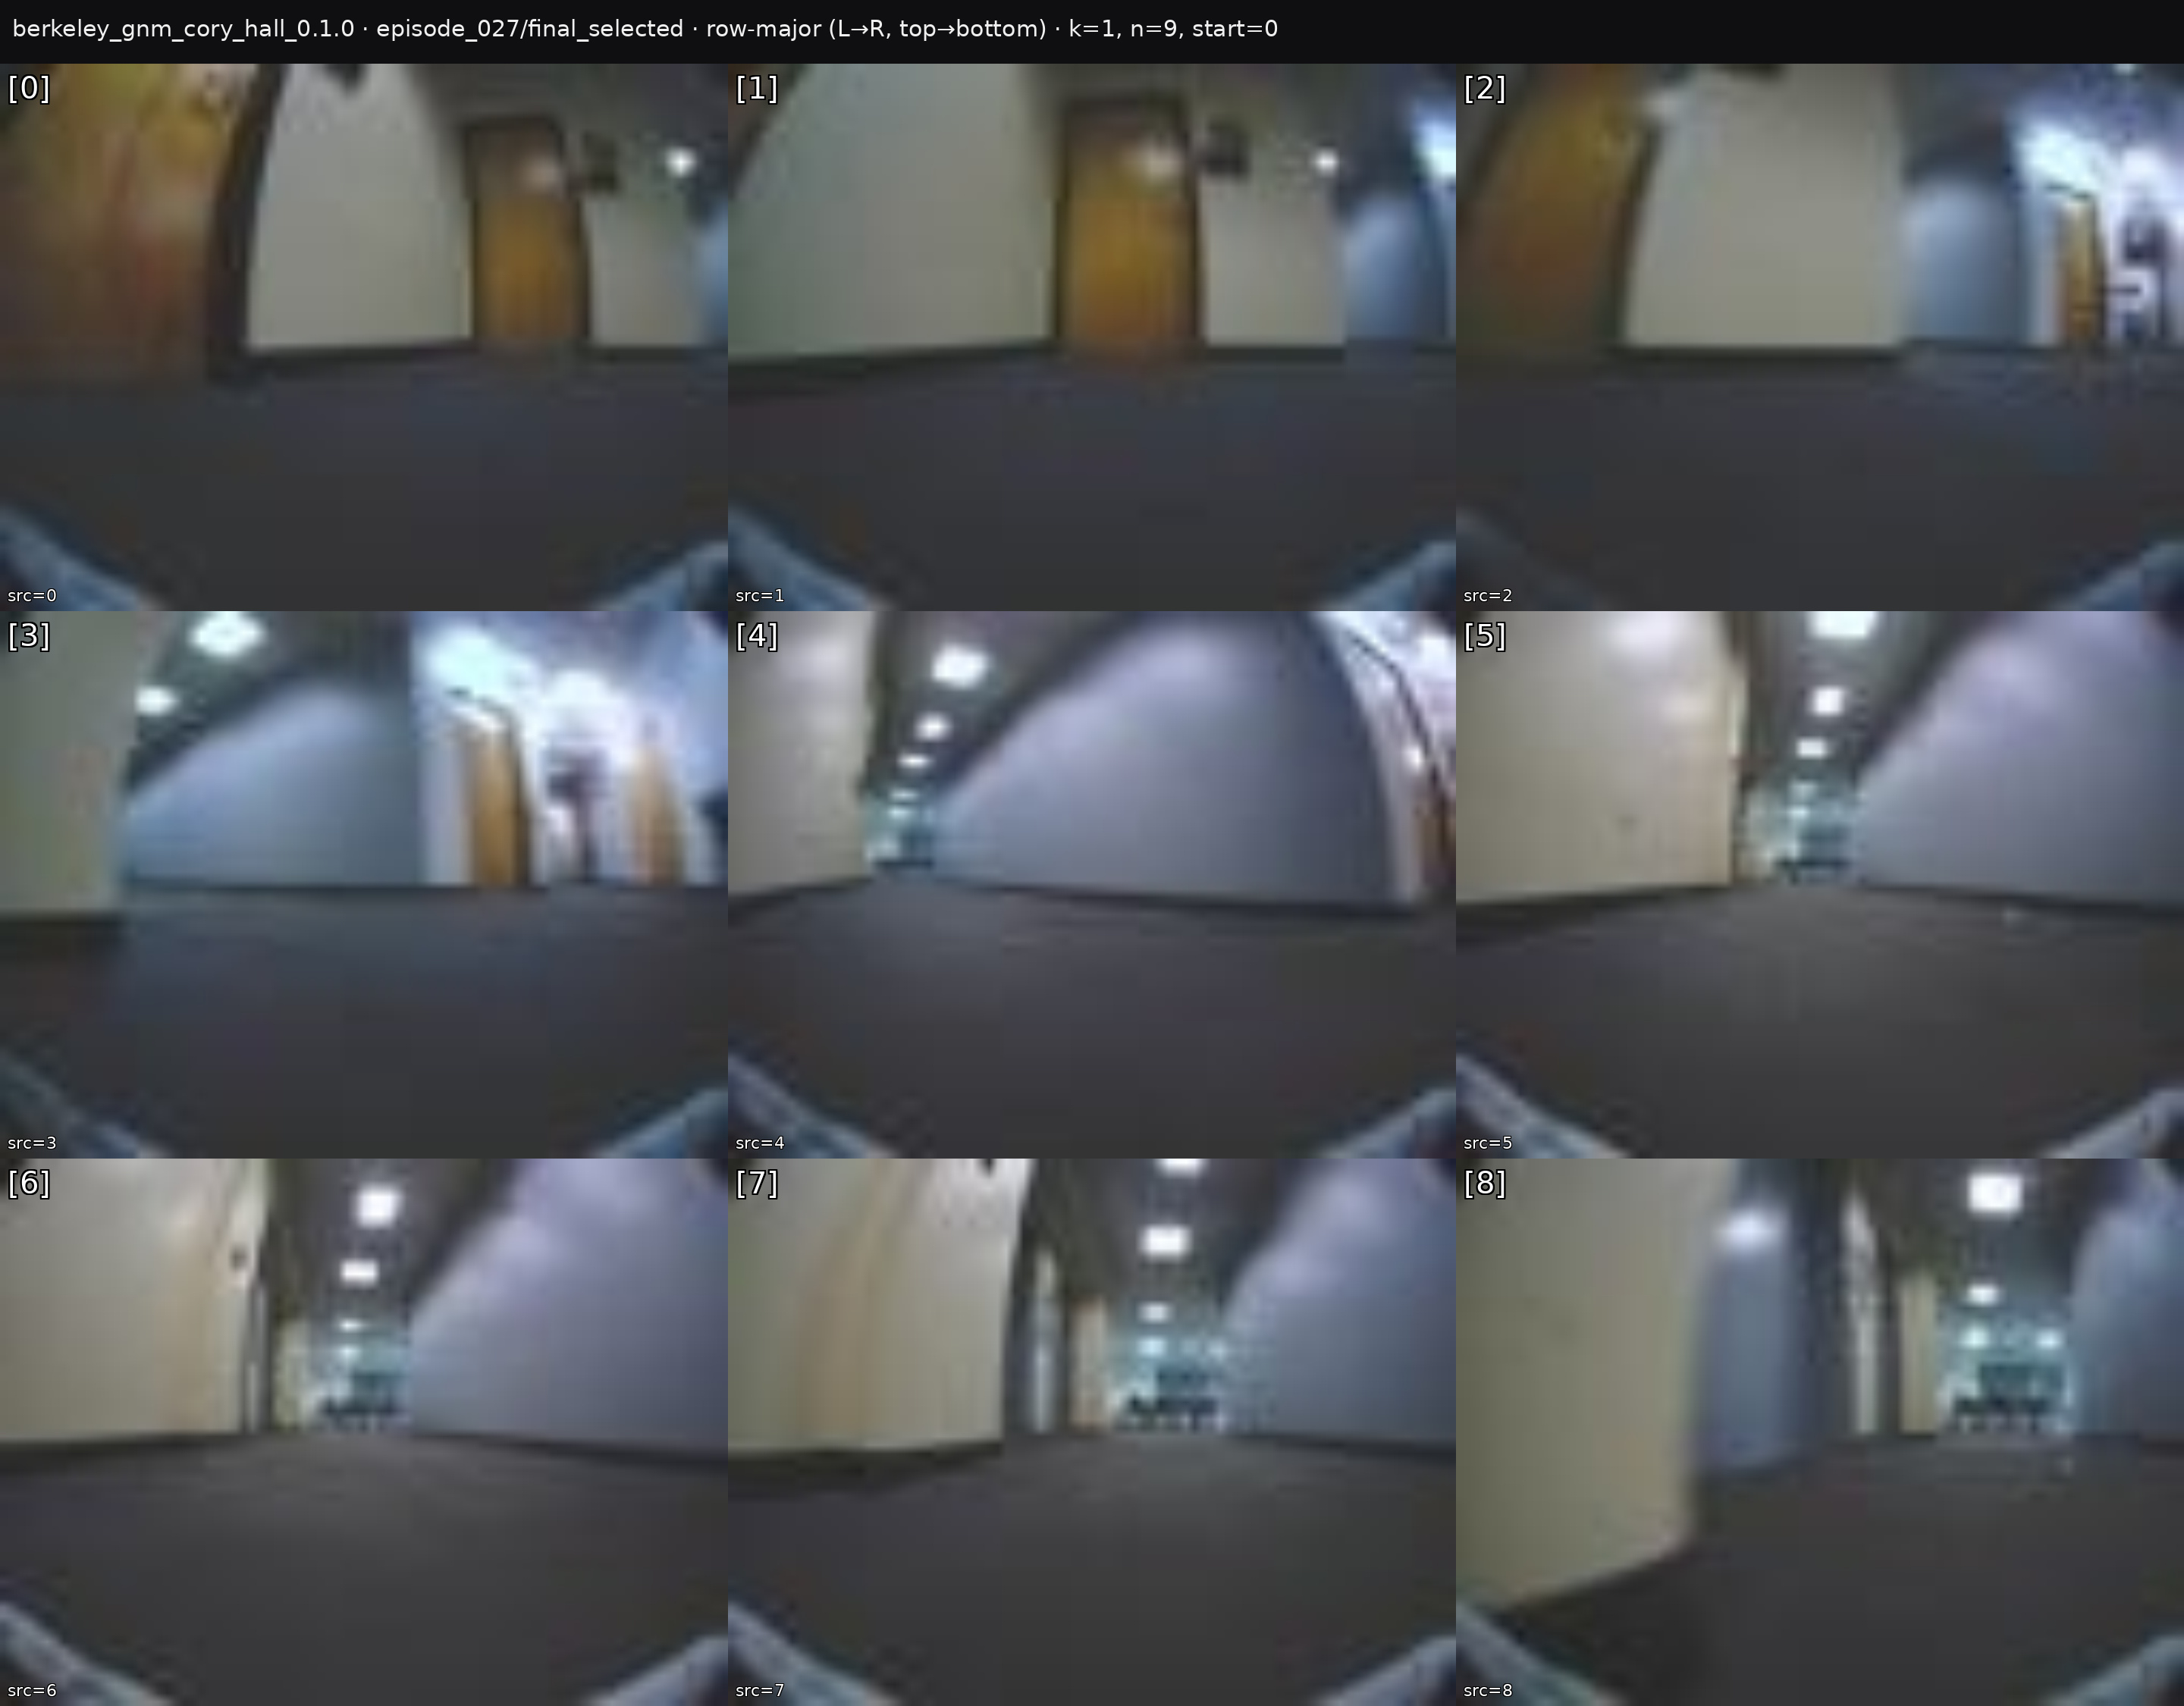 berkeley_gnm_cory_hall_0.1.0 · episode_027/final_selected · row-major (L→R, top→bottom) · k=1, n=9, start=0
[0]
[1]
[2]
src=0
src=1
src=2
[3]
[4]
[5]
src=3
src=4
src=5
[6]
[7]
[8]
src=6
src=7
src=8